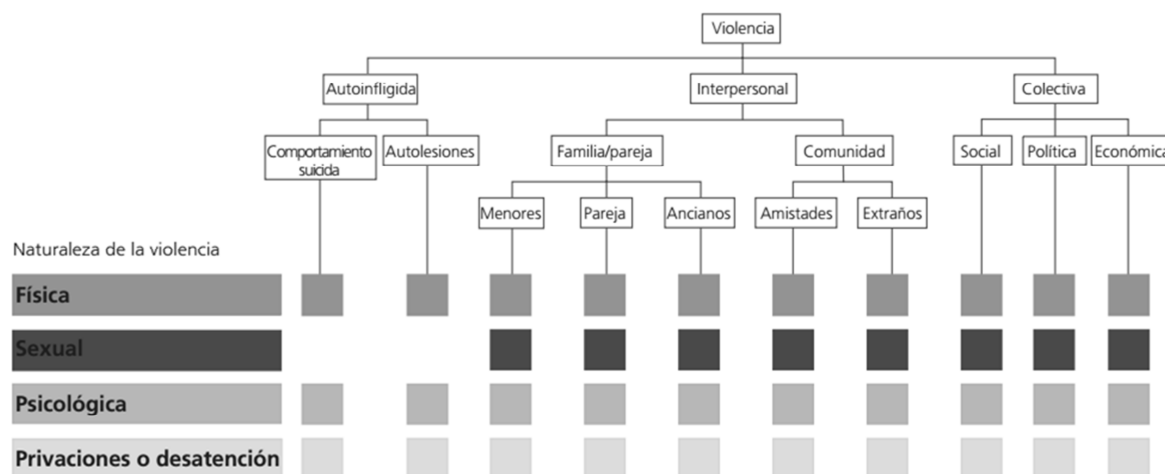 Violencia
Autoinfligida
Interpersonal
Colectiva
Comportamiento
suicida
Autolesiones
Familia/pareja
Comunidad
Social
Política
Económica
Menores
Pareja
Ancianos
Amistades
Extraños
Naturaleza de la violencia
Física
Sexual
Psicológica
Privaciones o desatención